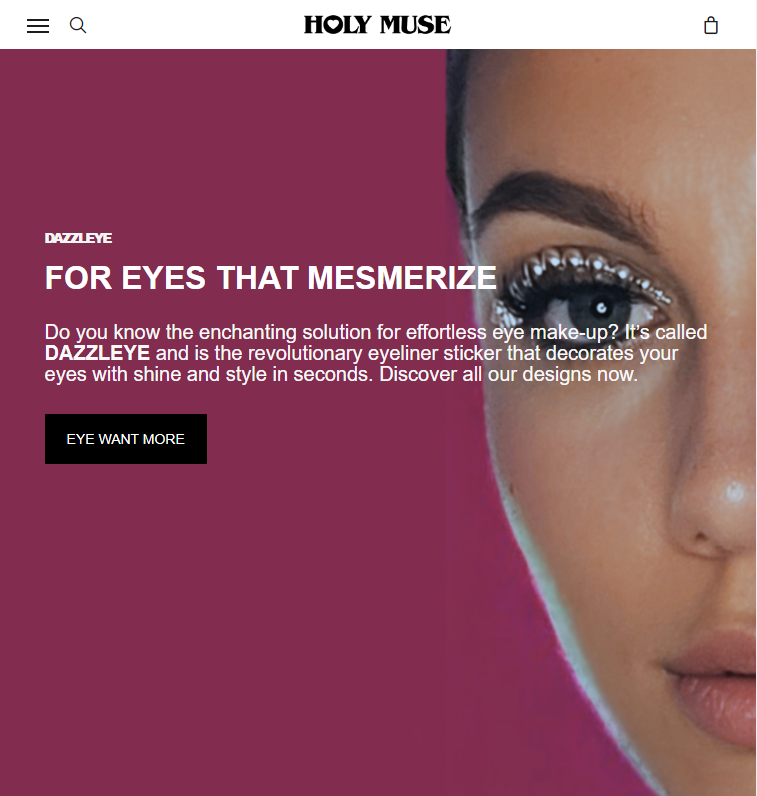 HOLY MUSE
DAZZLEYE
FOR EYES THAT MESMERIZE
Do you know the enchanting solution for effortless eye make-up? It’s called
DAZZLEYE and is the revolutionary eyeliner sticker that decorates your
eyes with shine and style in seconds. Discover all our designs now.
EYE WANT MORE